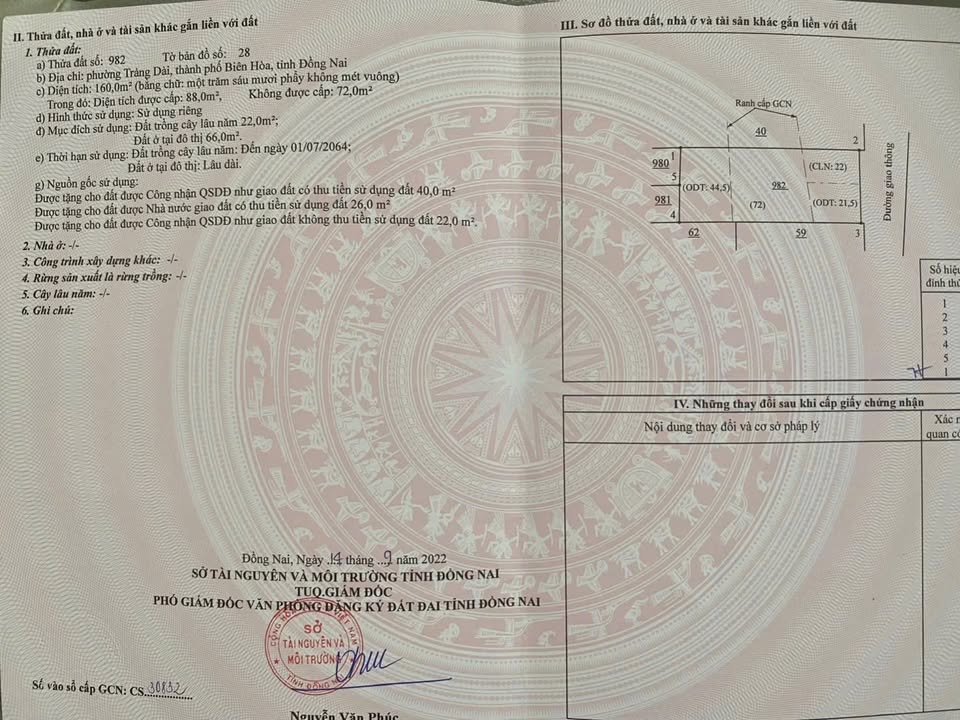 II. Thửa đất, nhà ở và tài sản khác gắn liền với đất
1. Thửa đất:
a) Thửa đất số: 982 Tờ bản đồ số: 28
b) Địa chỉ: phường Trảng Dài, thành phố Biên Hòa, tỉnh Đồng Nai
c) Diện tích: 160,0m² (bằng chữ: một trăm sáu mươi phẩy không mét vuông)
Trong đó: Diện tích được cấp: 88,0m², Không được cấp: 72,0m²
d) Hình thức sử dụng: Sử dụng riêng
đ) Mục đích sử dụng: Đất trồng cây lâu năm 22,0m²;
Đất ở tại đô thị 66,0m².
e) Thời hạn sử dụng: Đất trồng cây lâu năm: Đến ngày 01/07/2064;
Đất ở tại đô thị: Lâu dài.
g) Nguồn gốc sử dụng:
Được tặng cho đất được Công nhận QSDĐ như giao đất có thu tiền sử dụng đất 40,0 m²
Được tặng cho đất được Nhà nước giao đất có thu tiền sử dụng đất 26,0 m²
Được tặng cho đất được Công nhận QSDĐ như giao đất không thu tiền sử dụng đất 22,0 m².
2. Nhà ở: -/-
3. Công trình xây dựng khác: -/-
4. Rừng sản xuất là rừng trồng: -/-
5. Cây lâu năm: -/-
6. Ghi chú:
Đồng Nai, Ngày 14 tháng 9 năm 2022
SỞ TÀI NGUYÊN VÀ MÔI TRƯỜNG TỈNH ĐỒNG NAI
TUQ.GIÁM ĐỐC
PHÓ GIÁM ĐỐC VĂN PHÒNG ĐĂNG KÝ ĐẤT ĐAI TỈNH ĐỒNG NAI
SỞ
TÀI NGUYÊN VÀ
MÔI TRƯỜNG
TỈNH ĐỒNG
Số vào sổ cấp GCN: CS 30832
Nguyễn Văn Phúc
III. Sơ đồ thửa đất, nhà ở và tài sản khác gắn liền với đất
Ranh cấp GCN
40
2
980
1
(CLN: 22)
5
(ODT: 44,5)
982
981
(72)
(ODT: 21,5)
4
62
59
3
Đường giao thông
Số hiệu
đỉnh thử
1
2
3
4
5
1
IV. Những thay đổi sau khi cấp giấy chứng nhận
Nội dung thay đổi và cơ sở pháp lý
Xác n
quan có